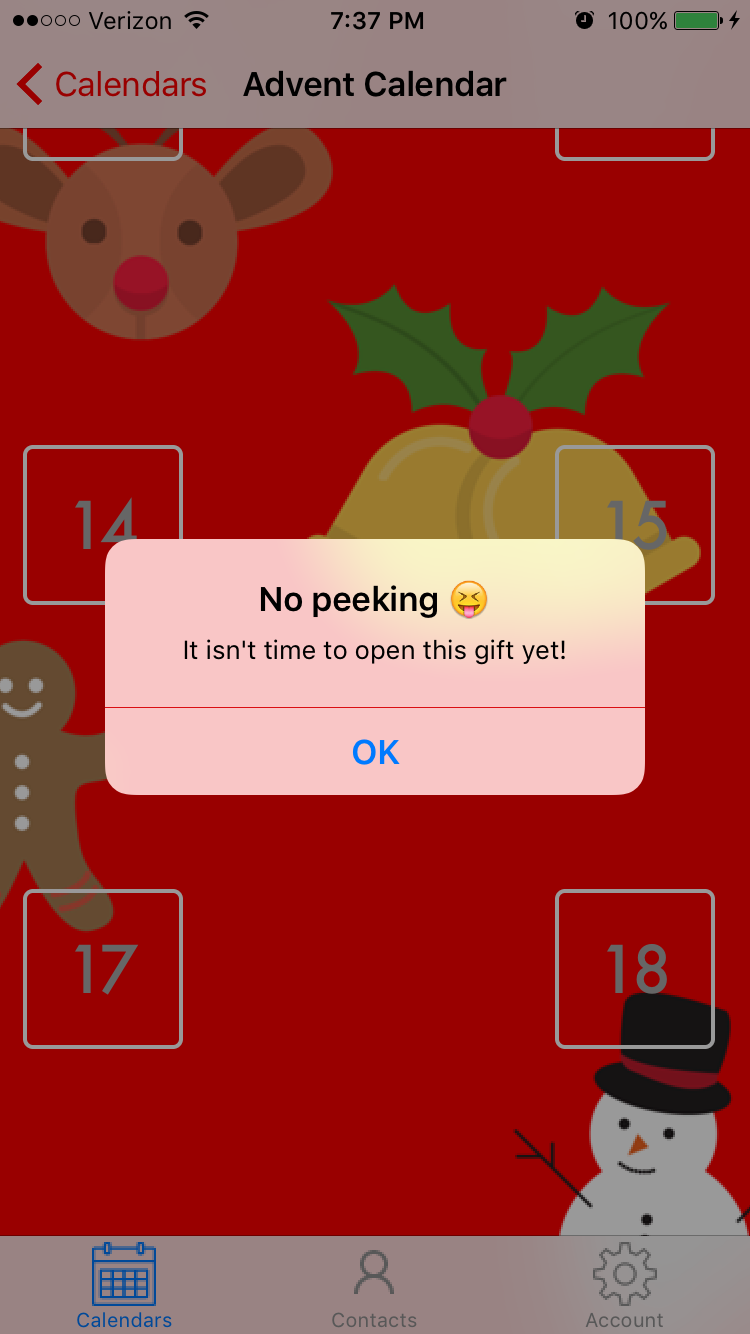 Verizon 7:37 PM 100%
Calendars Advent Calendar
14 15
No peeking 😝
It isn't time to open this gift yet!
OK
17 18
Calendars Contacts Account